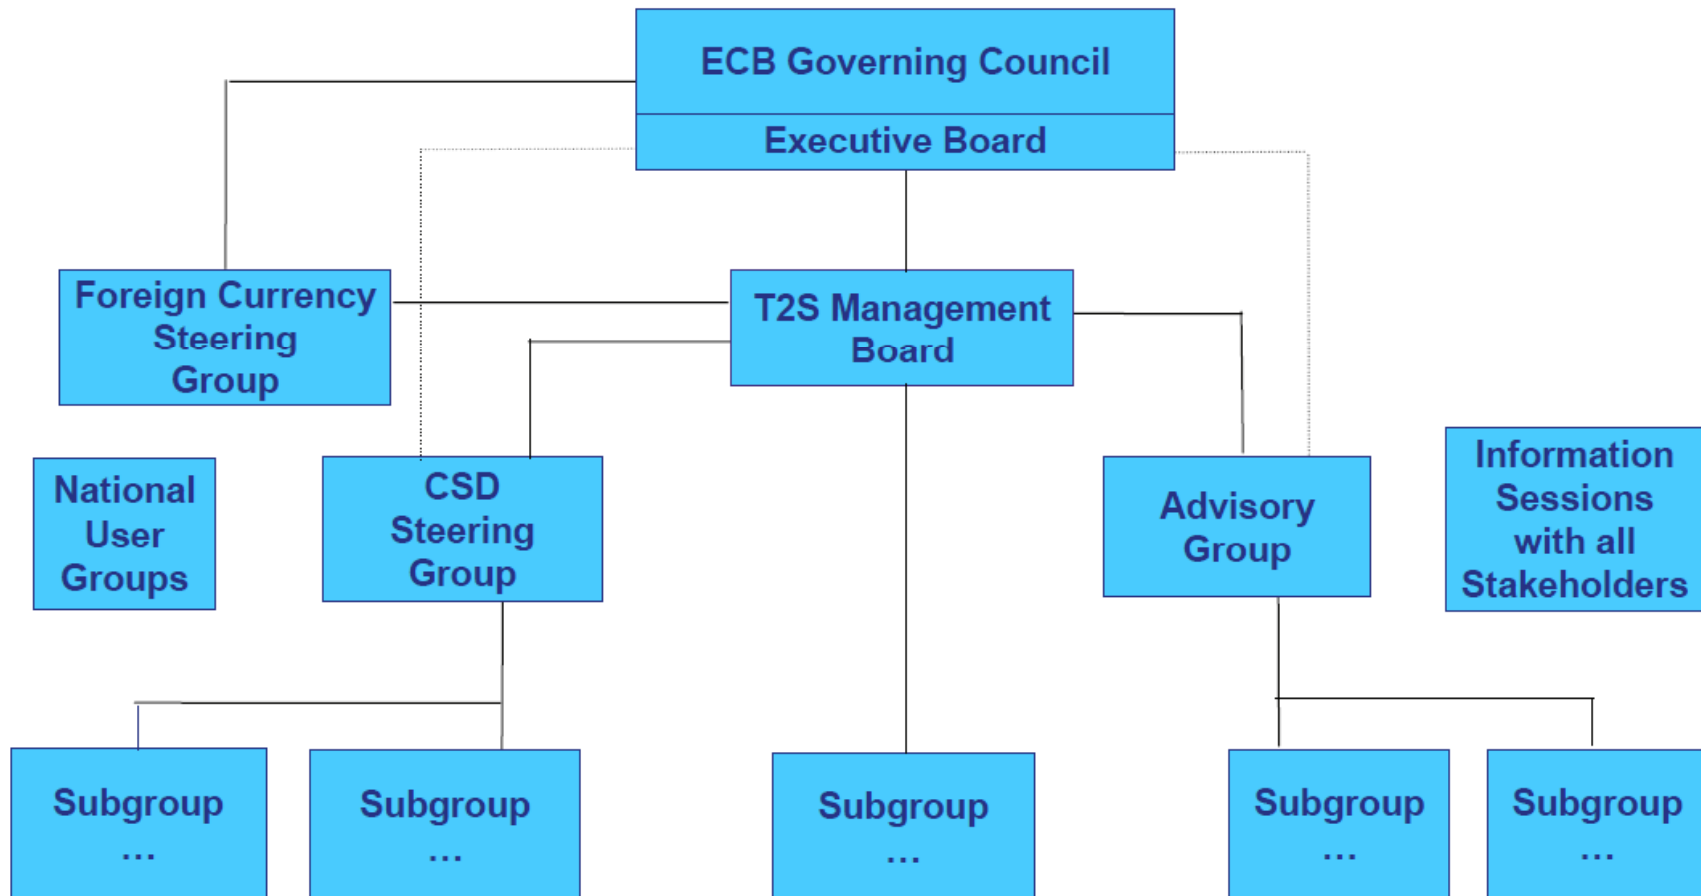 ECB Governing Council
Executive Board
Foreign Currency
Steering
Group
T2S Management
Board
National
User
Groups
CSD
Steering
Group
Advisory
Group
Information
Sessions
with all
Stakeholders
Subgroup
...
Subgroup
...
Subgroup
...
Subgroup
...
Subgroup
...